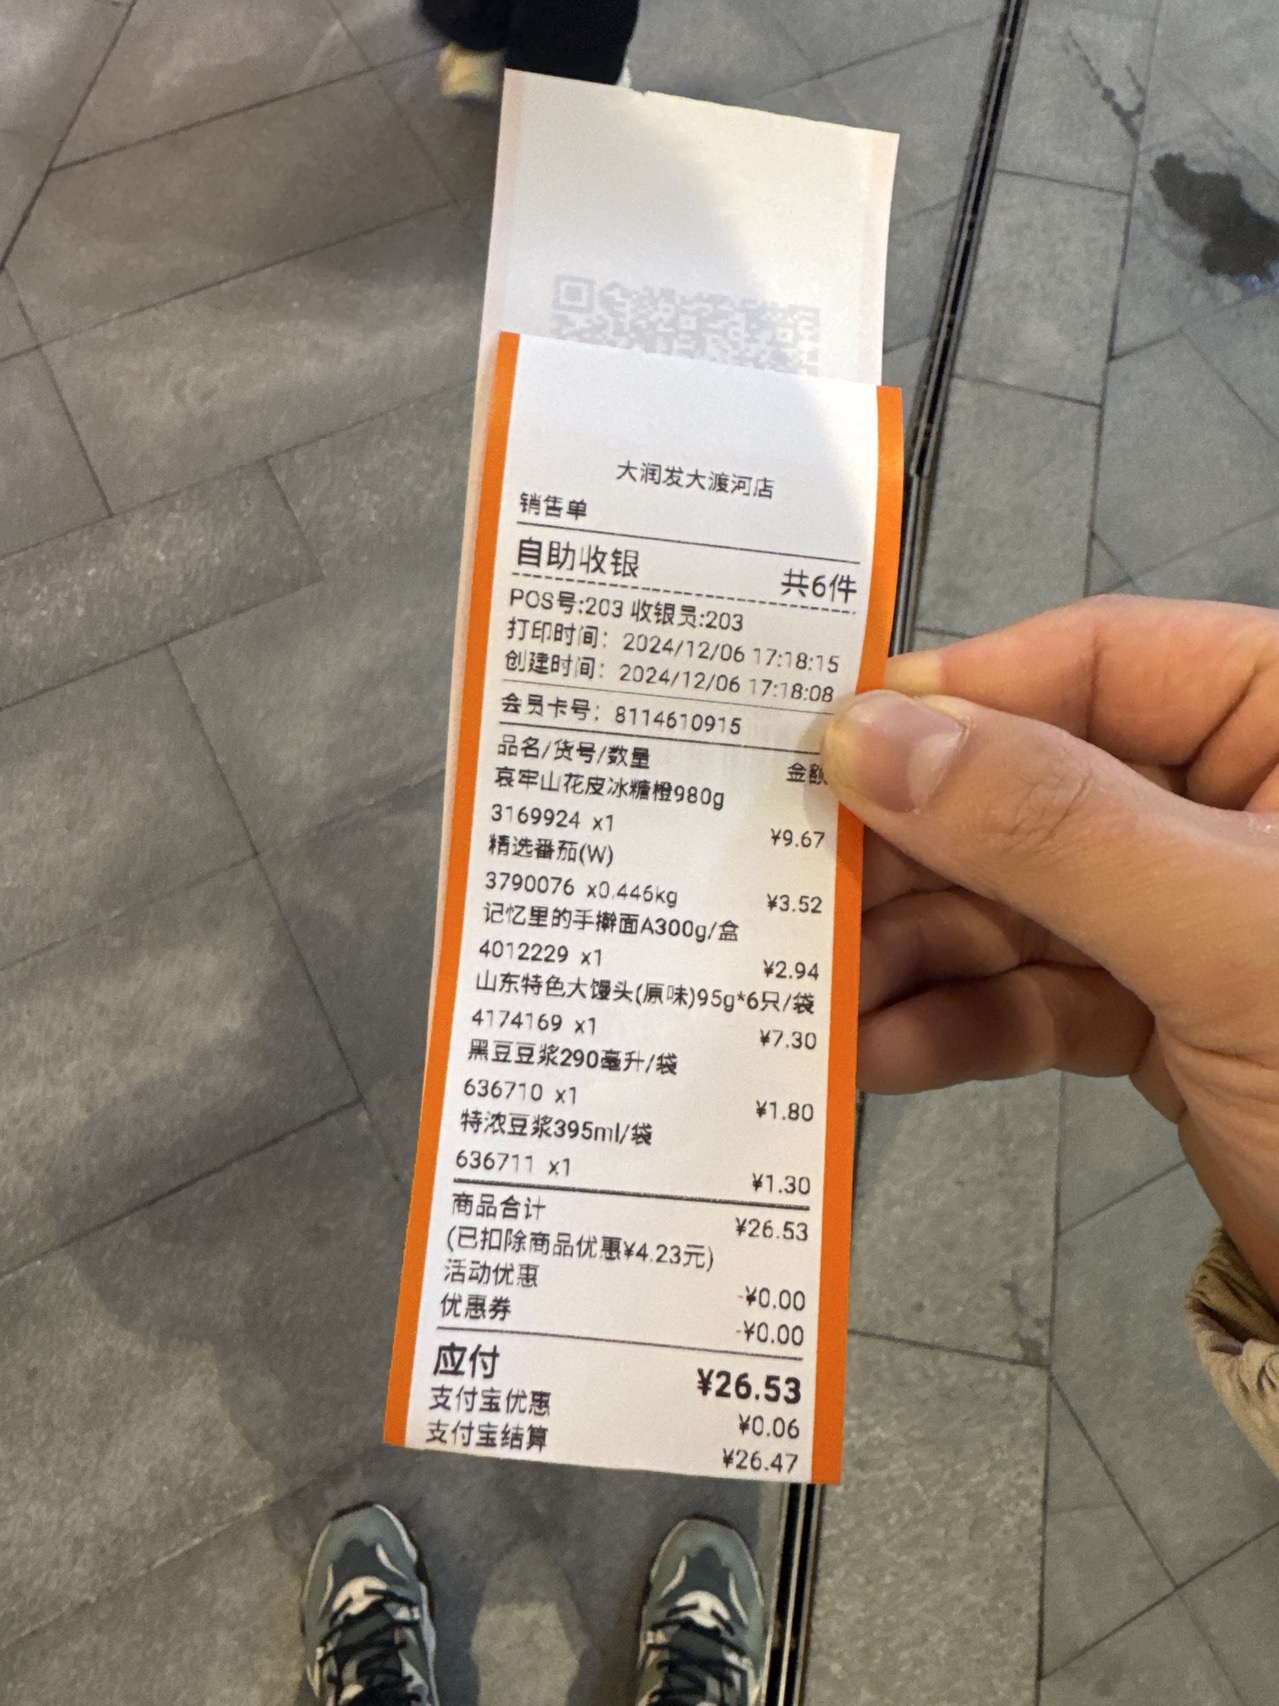 大润发大渡河店
销售单
自助收银 共6件
POS号:203 收银员:203
打印时间：2024/12/06 17:18:15
创建时间：2024/12/06 17:18:08
会员卡号：8114610915
品名/货号/数量 金额
哀牢山花皮冰糖橙980g
3169924 x1 ¥9.67
精选番茄(W)
3790076 x0.446kg ¥3.52
记忆里的手擀面A300g/盒
4012229 x1 ¥2.94
山东特色大馒头(原味)95g*6只/袋
4174169 x1 ¥7.30
黑豆豆浆290毫升/袋
636710 x1 ¥1.80
特浓豆浆395ml/袋
636711 x1 ¥1.30
商品合计 ¥26.53
(已扣除商品优惠¥4.23元)
活动优惠 -¥0.00
优惠券 -¥0.00
应付 ¥26.53
支付宝优惠 ¥0.06
支付宝结算 ¥26.47